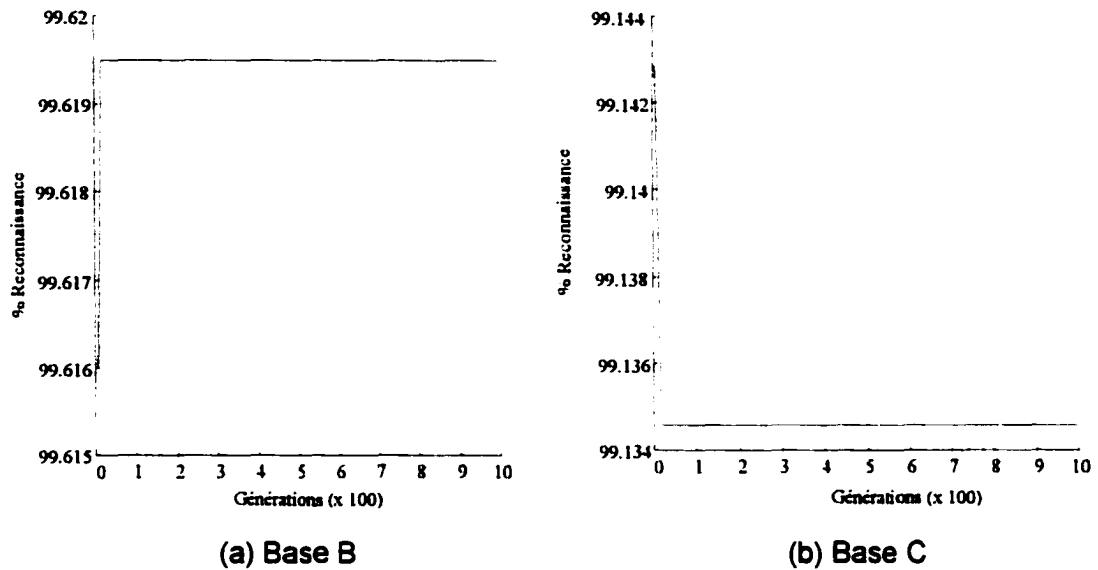 99.62
99.619
99.618
99.617
99.616
99.615
% Reconnaissance
0 1 2 3 4 5 6 7 8 9 10
Générations (x 100)
(a) Base B
99.144
99.142
99.14
99.138
99.136
99.134
% Reconnaissance
0 1 2 3 4 5 6 7 8 9 10
Générations (x 100)
(b) Base C